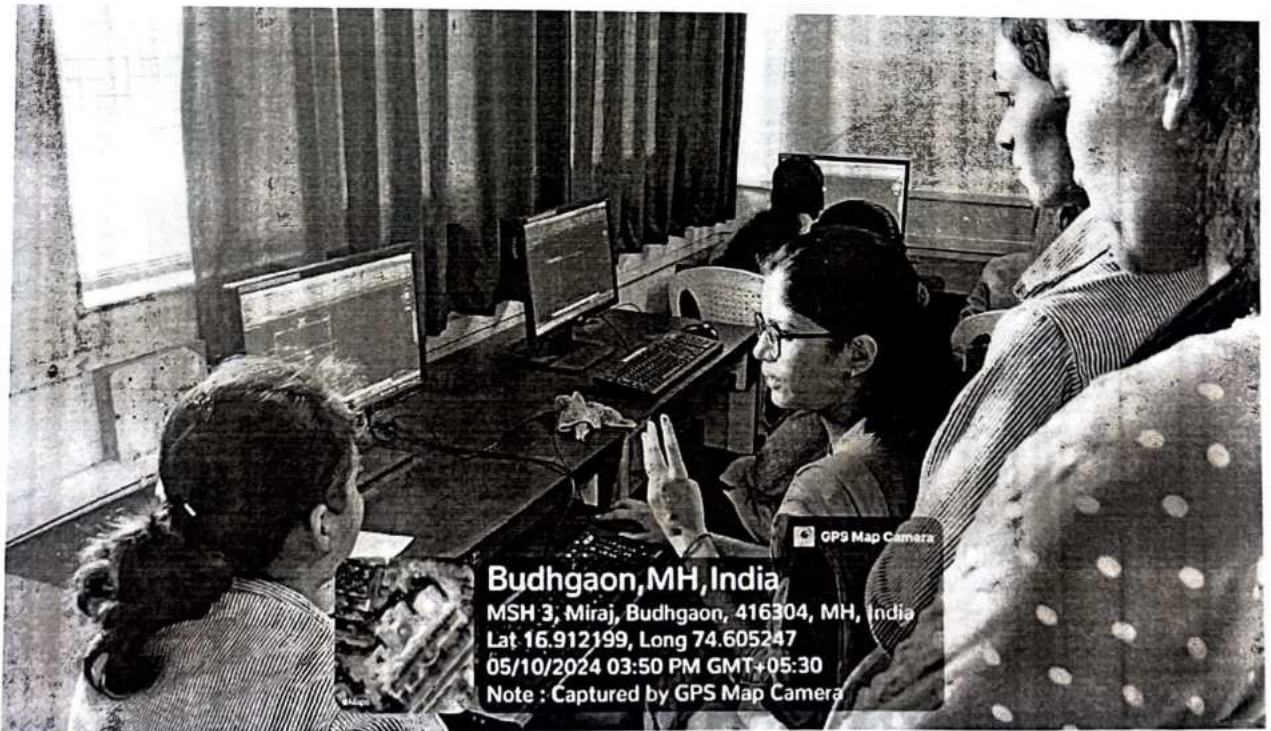 GPS Map Camera
Budhgaon,MH,India
MSH 3, Miraj, Budhgaon, 416304, MH, India
Lat 16.912199, Long 74.605247
05/10/2024 03:50 PM GMT+05:30
Note : Captured by GPS Map Camera